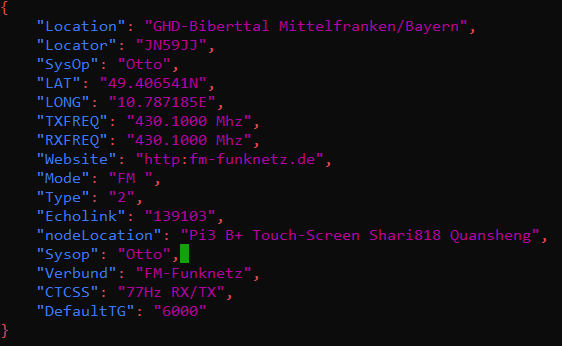 {
"Location": "GHD-Biberttal Mittelfranken/Bayern",
"Locator": "JN59JJ",
"SysOp": "Otto",
"LAT": "49.406541N",
"LONG": "10.787185E",
"TXFREQ": "430.1000 Mhz",
"RXFREQ": "430.1000 Mhz",
"Website": "http:fm-funknetz.de",
"Mode": "FM ",
"Type": "2",
"Echolink": "139103",
"nodeLocation": "Pi3 B+ Touch-Screen Shari818 Quansheng",
"Sysop": "Otto",
"Verbund": "FM-Funknetz",
"CTCSS": "77Hz RX/TX",
"DefaultTG": "6000"
}